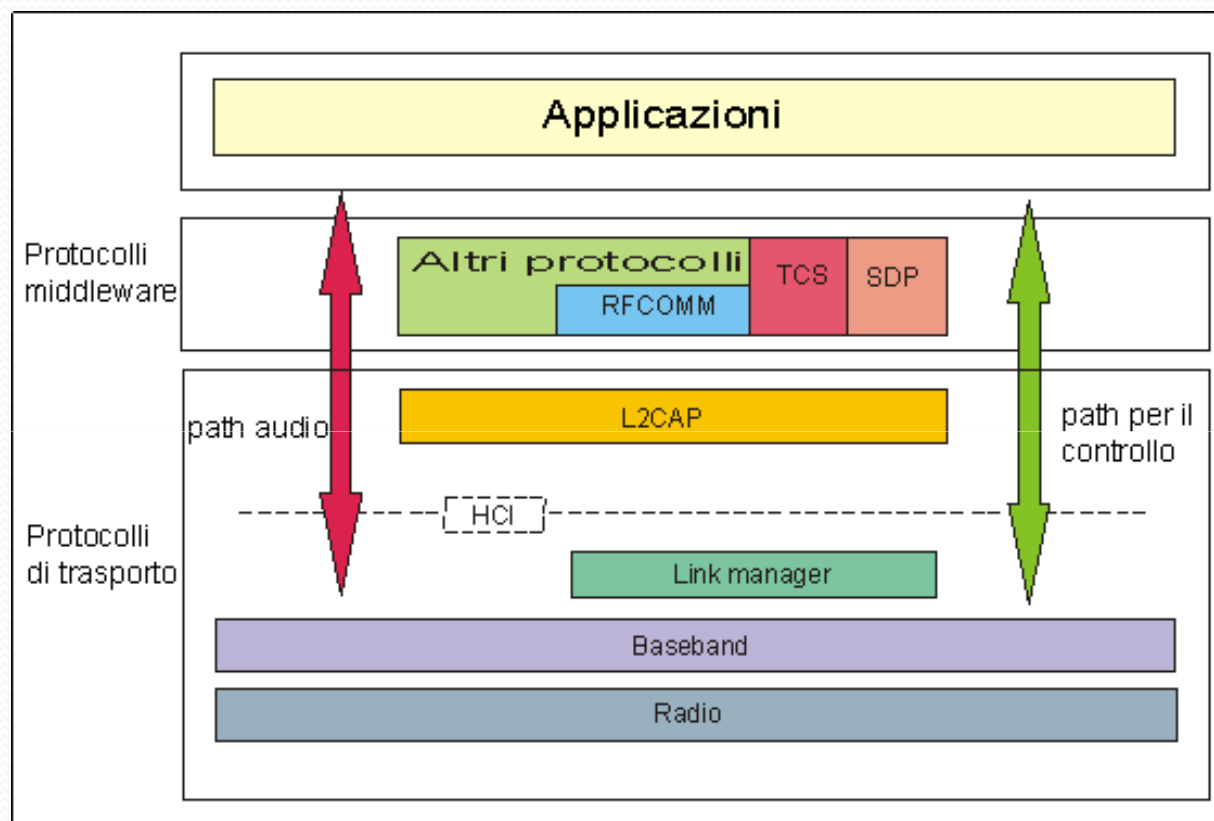 Applicazioni
Protocolli
middleware
Altri protocolli
RFCOMM
TCS
SDP
L2CAP
path audio
path per il
controllo
HCI
Protocolli
di trasporto
Link manager
Baseband
Radio